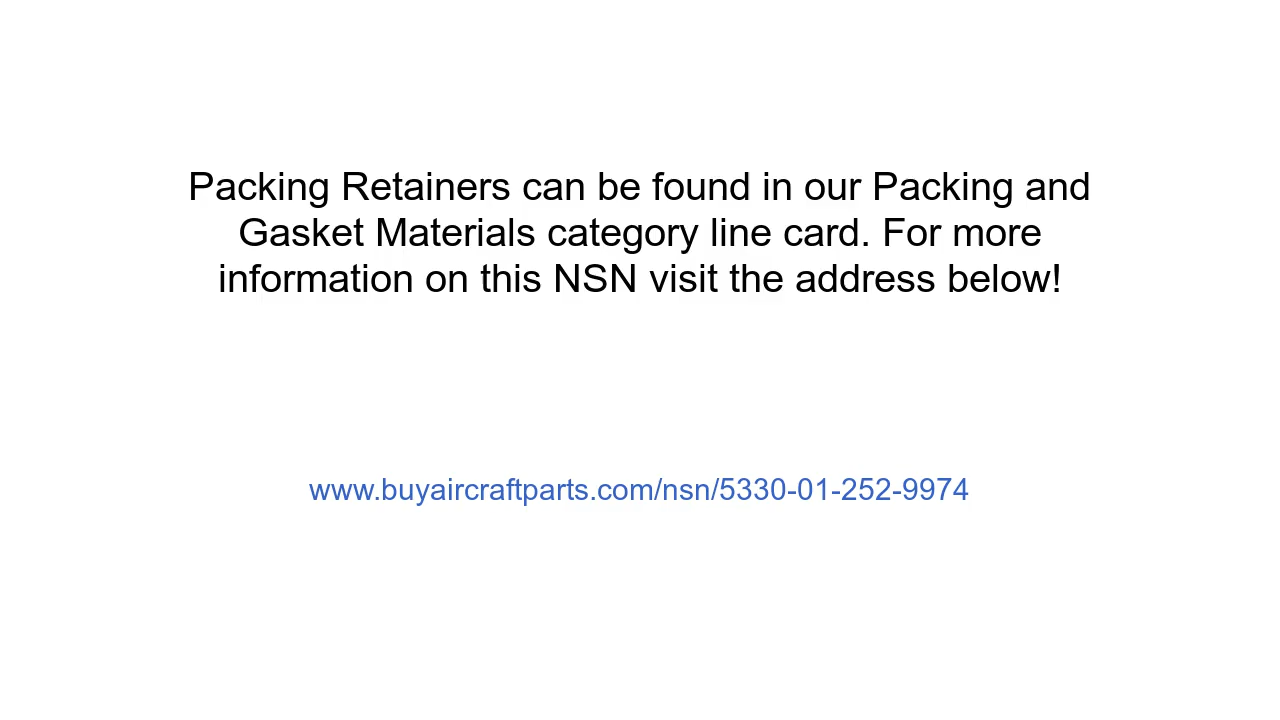 Packing Retainers can be found in our Packing and
Gasket Materials category line card. For more
information on this NSN visit the address below!
www.buyaircraftparts.com/nsn/5330-01-252-9974